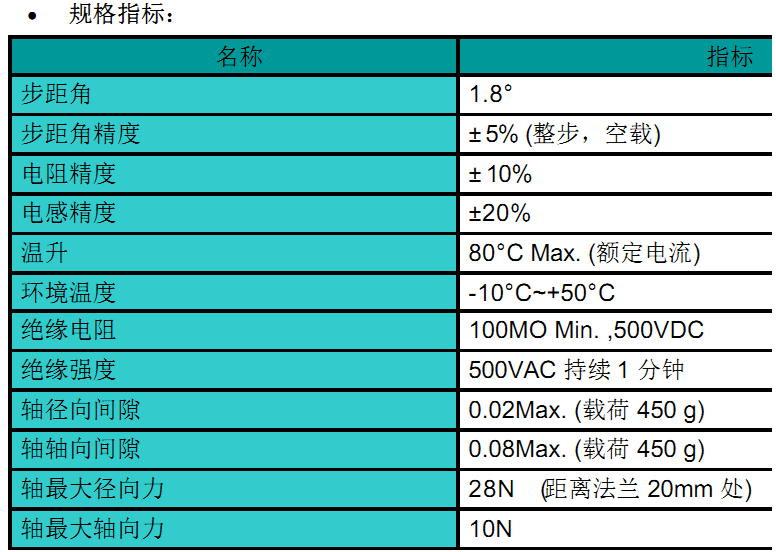 • 规格指标：
名称 指标
步距角 1.8°
步距角精度 ±5% (整步，空载)
电阻精度 ±10%
电感精度 ±20%
温升 80°C Max. (额定电流)
环境温度 -10°C~+50°C
绝缘电阻 100MO Min. ,500VDC
绝缘强度 500VAC 持续 1 分钟
轴径向间隙 0.02Max. (载荷 450 g)
轴轴向间隙 0.08Max. (载荷 450 g)
轴最大径向力 28N (距离法兰 20mm 处)
轴最大轴向力 10N